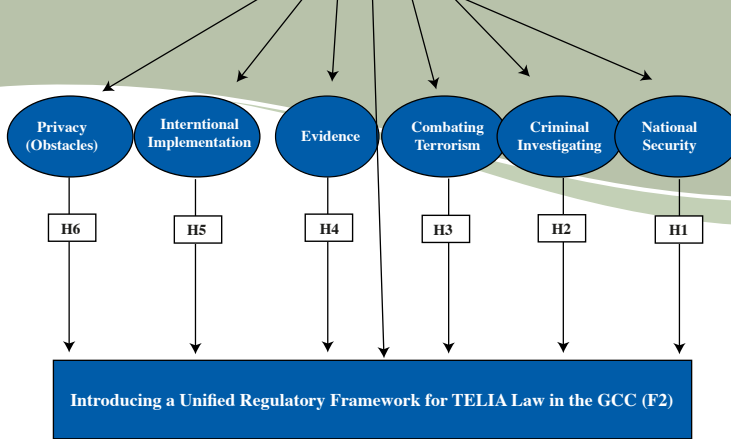 Privacy
(Obstacles)
Interntional
Implementation
Evidence
Combating
Terrorism
Criminal
Investigating
National
Security
H6
H5
H4
H3
H2
H1
Introducing a Unified Regulatory Framework for TELIA Law in the GCC (F2)